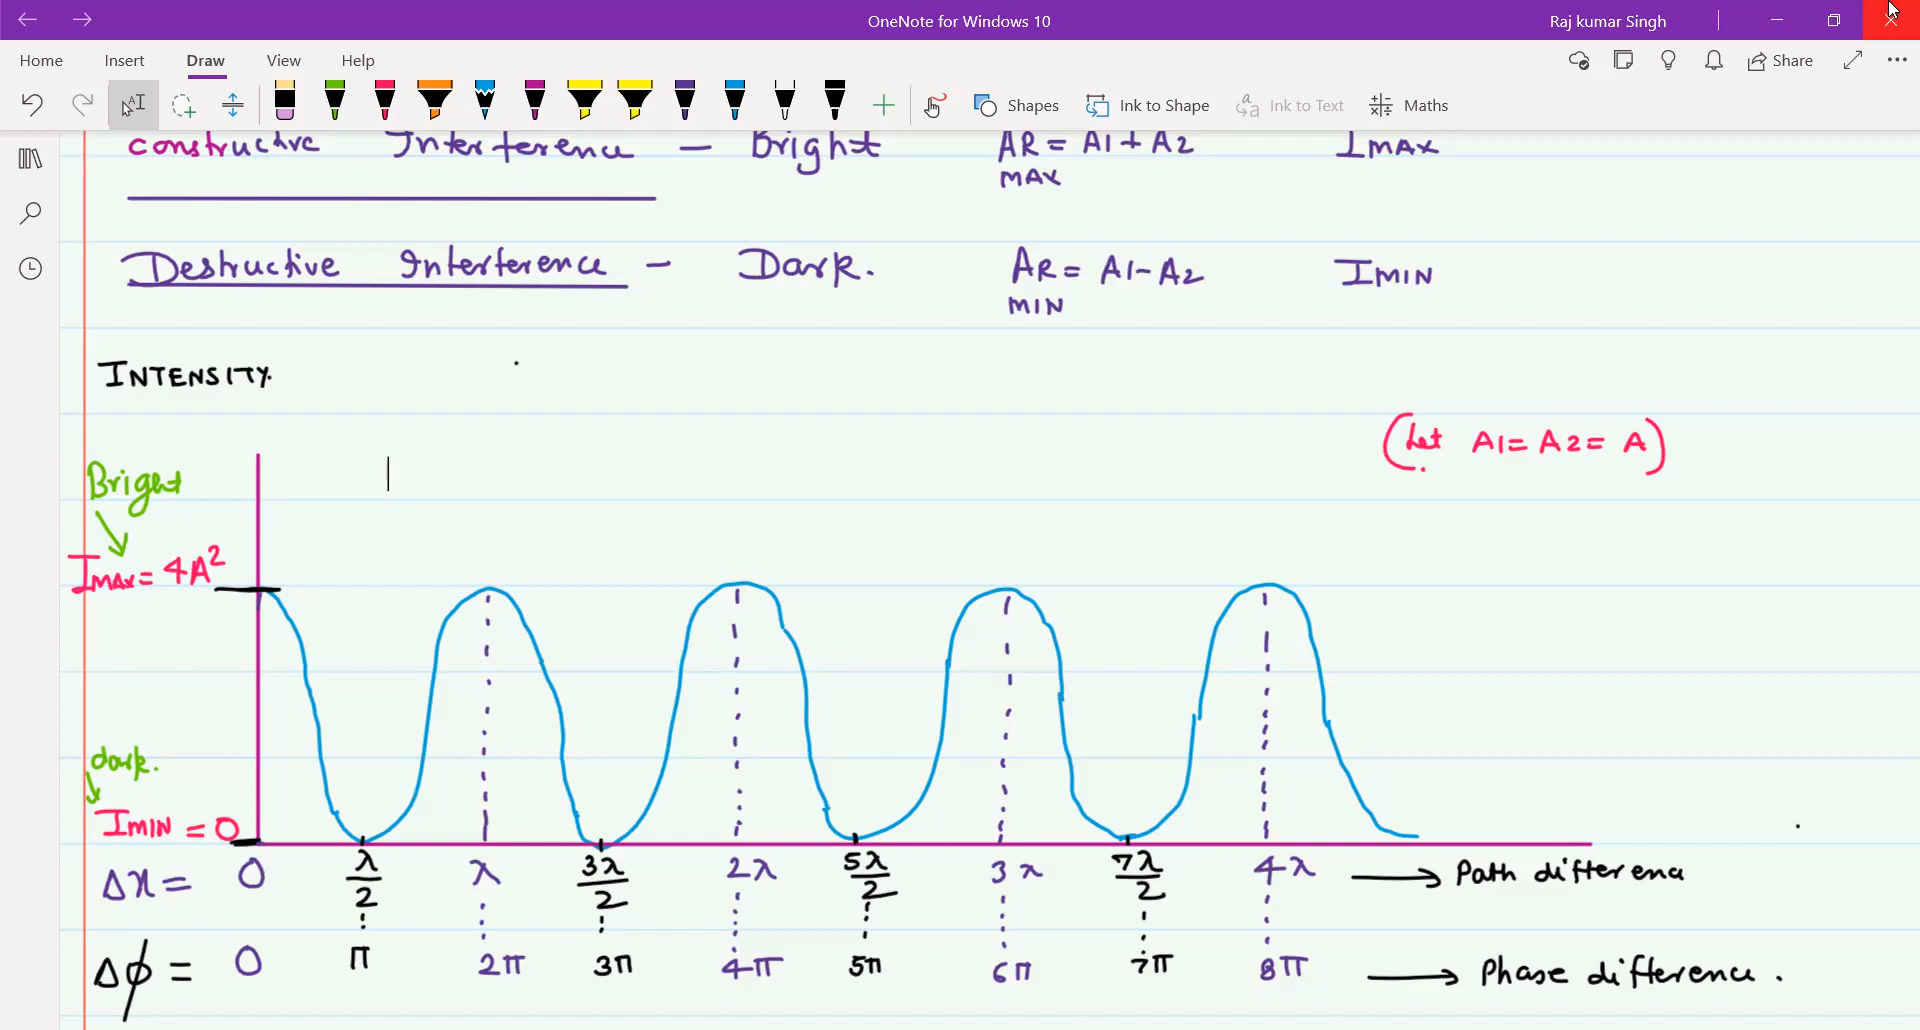 OneNote for Windows 10
Raj kumar Singh
Home Insert Draw View Help
Share
Shapes Ink to Shape Ink to Text Maths
constructive Interference — Bright AR = A1 + A2 IMAX
MAX
Destructive Interference - Dark. AR = A1 - A2 IMIN
MIN
INTENSITY.
(Let A1 = A2 = A)
Bright
IMAX = 4A²
dark.
IMIN = 0
Δx = 0 λ/2 λ 3λ/2 2λ 5λ/2 3λ 7λ/2 4λ → Path differenc
Δϕ = 0 π 2π 3π 4π 5π 6π 7π 8π → Phase difference.